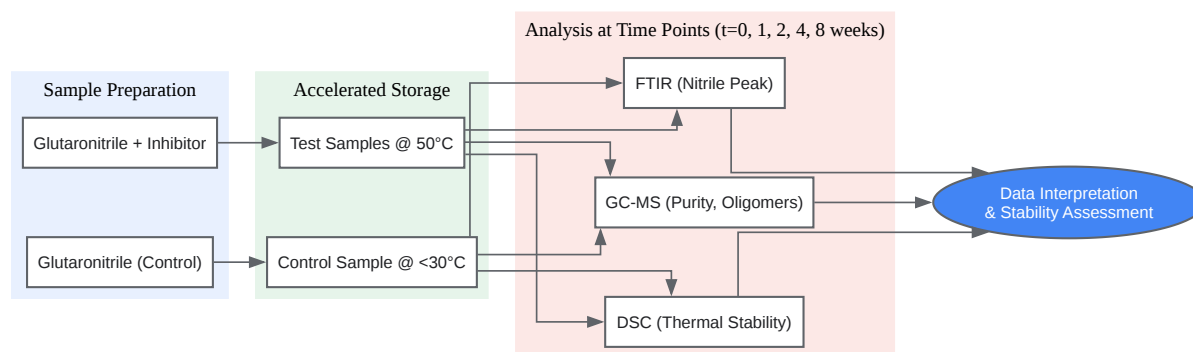 Analysis at Time Points (t=0, 1, 2, 4, 8 weeks)
Sample Preparation
Accelerated Storage
FTIR (Nitrile Peak)
Glutaronitrile + Inhibitor
Test Samples @ 50°C
GC-MS (Purity, Oligomers)
Data Interpretation
& Stability Assessment
Glutaronitrile (Control)
Control Sample @ <30°C
DSC (Thermal Stability)